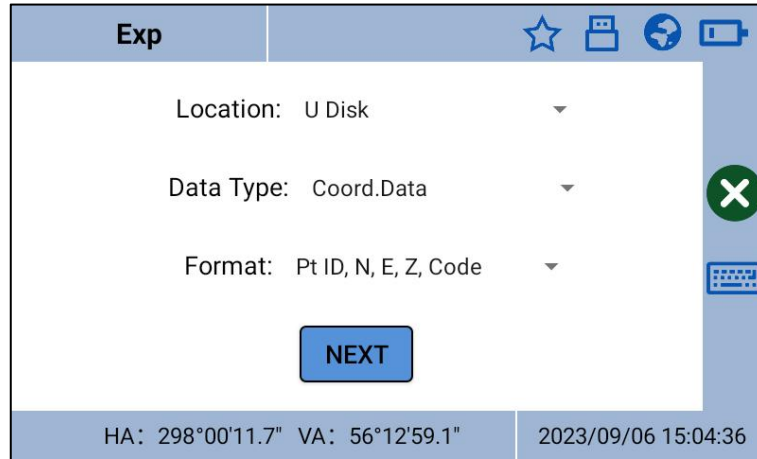 Exp
Location: U Disk
Data Type: Coord.Data
Format: Pt ID, N, E, Z, Code
NEXT
HA: 298°00'11.7" VA: 56°12'59.1" 2023/09/06 15:04:36